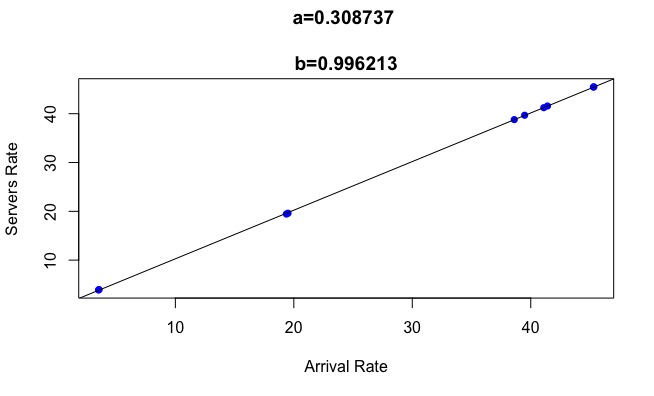 a=0.308737
b=0.996213
Servers Rate
40
30
20
10
10 20 30 40
Arrival Rate